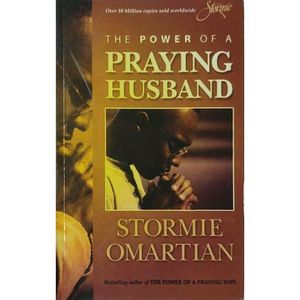 Over 10 Million copies sold worldwide
Stormie
THE POWER OF A
PRAYING
HUSBAND
STORMIE
OMARTIAN
Bestselling author of THE POWER OF A PRAYING WIFE